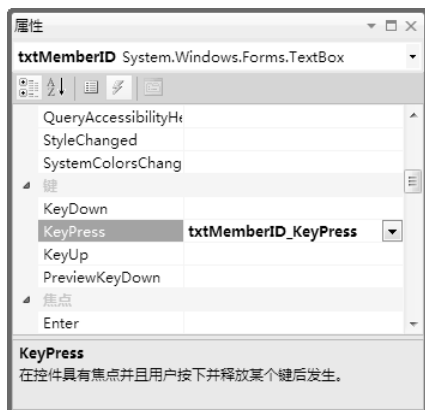 属性
txtMemberID System.Windows.Forms.TextBox
QueryAccessibilityHe
StyleChanged
SystemColorsChang
键
KeyDown
KeyPress txtMemberID_KeyPress
KeyUp
PreviewKeyDown
焦点
Enter
KeyPress
在控件具有焦点并且用户按下并释放某个键后发生。